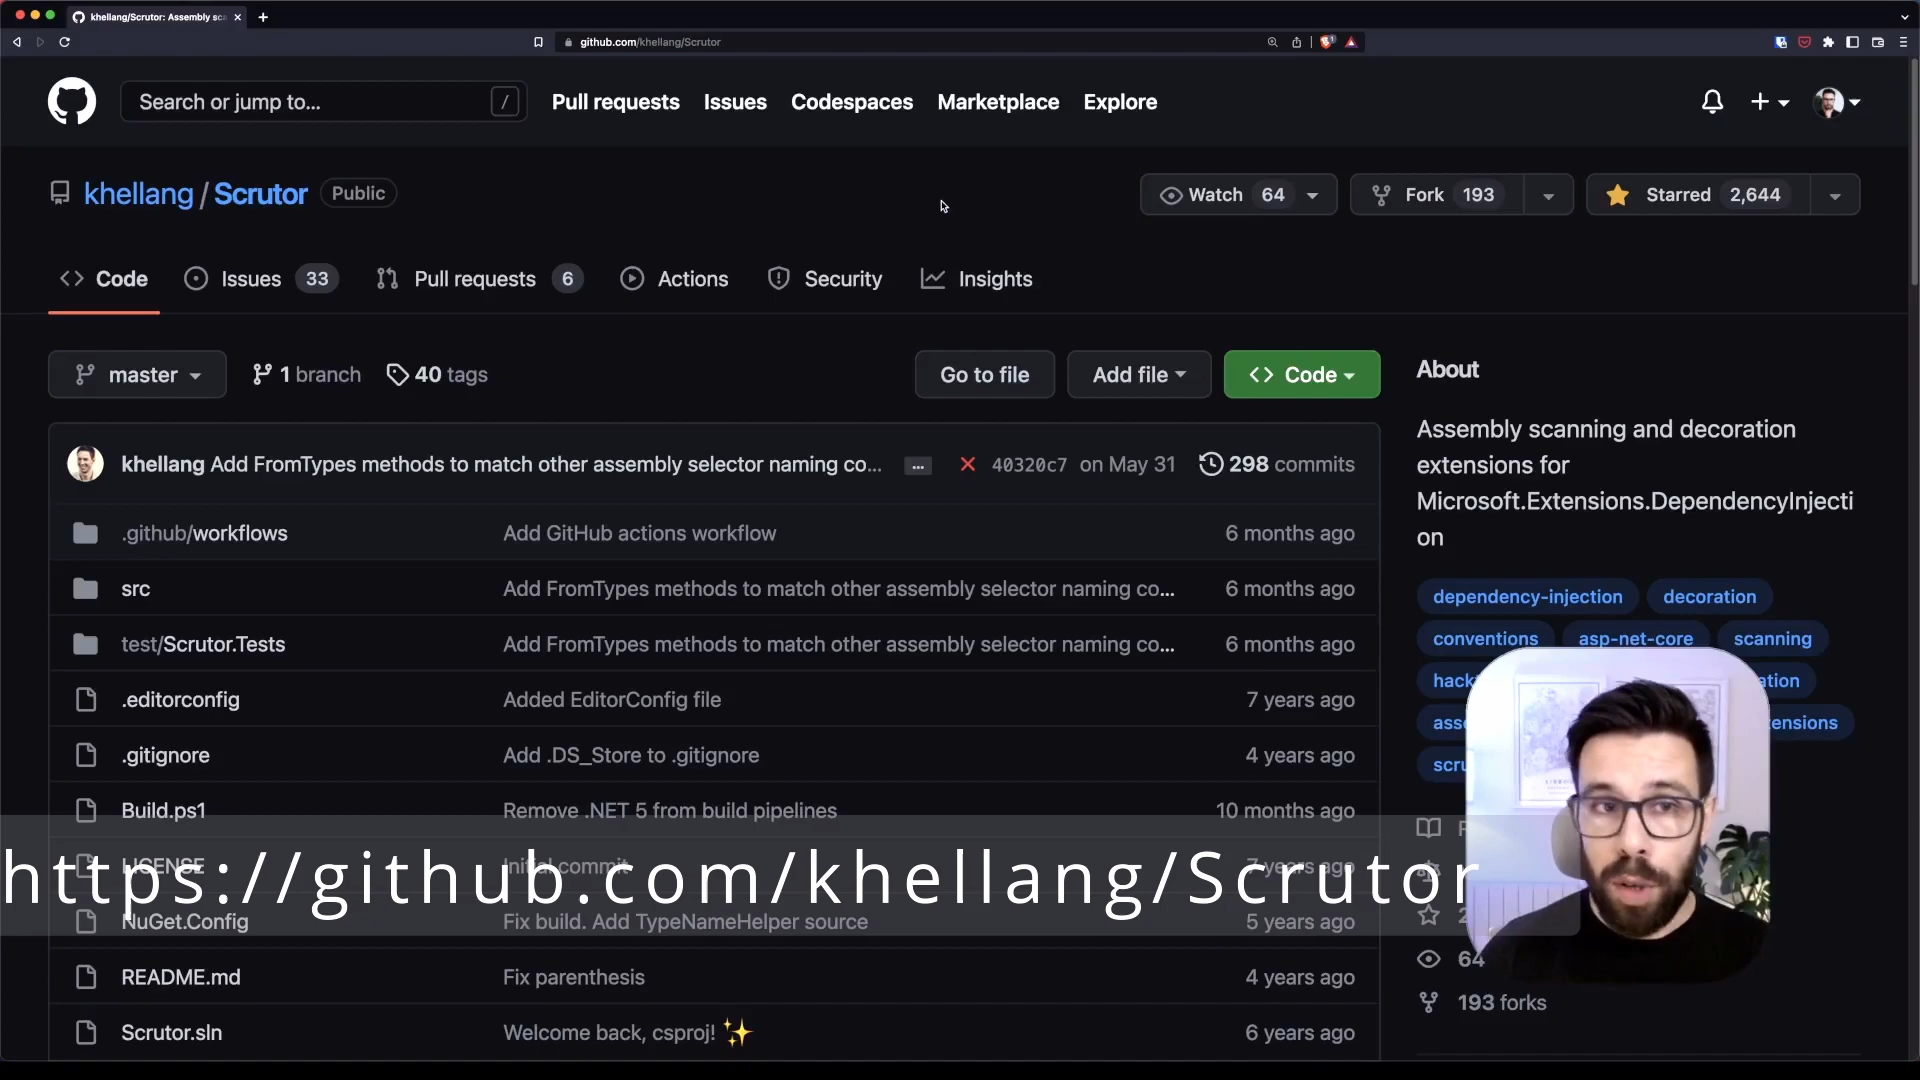 khellang/Scrutor: Assembly sc
github.com/khellang/Scrutor
Search or jump to...
/
Pull requests
Issues
Codespaces
Marketplace
Explore
khellang / Scrutor
Public
Watch 64
Fork 193
Starred 2,644
Code
Issues 33
Pull requests 6
Actions
Security
Insights
master
1 branch
40 tags
Go to file
Add file
Code
About
Assembly scanning and decoration
extensions for
Microsoft.Extensions.DependencyInjecti
on
dependency-injection
decoration
conventions
asp-net-core
scanning
khellang Add FromTypes methods to match other assembly selector naming co...
...
40320c7 on May 31
298 commits
.github/workflows
Add GitHub actions workflow
6 months ago
src
Add FromTypes methods to match other assembly selector naming co...
6 months ago
test/Scrutor.Tests
Add FromTypes methods to match other assembly selector naming co...
6 months ago
.editorconfig
Added EditorConfig file
7 years ago
.gitignore
Add .DS_Store to .gitignore
4 years ago
Build.ps1
Remove .NET 5 from build pipelines
10 months ago
LICENSE
Initial commit
7 years ago
https://github.com/khellang/Scrutor
NuGet.Config
Fix build. Add TypeNameHelper source
5 years ago
README.md
Fix parenthesis
4 years ago
Scrutor.sln
Welcome back, csproj! ✨
6 years ago
64
193 forks